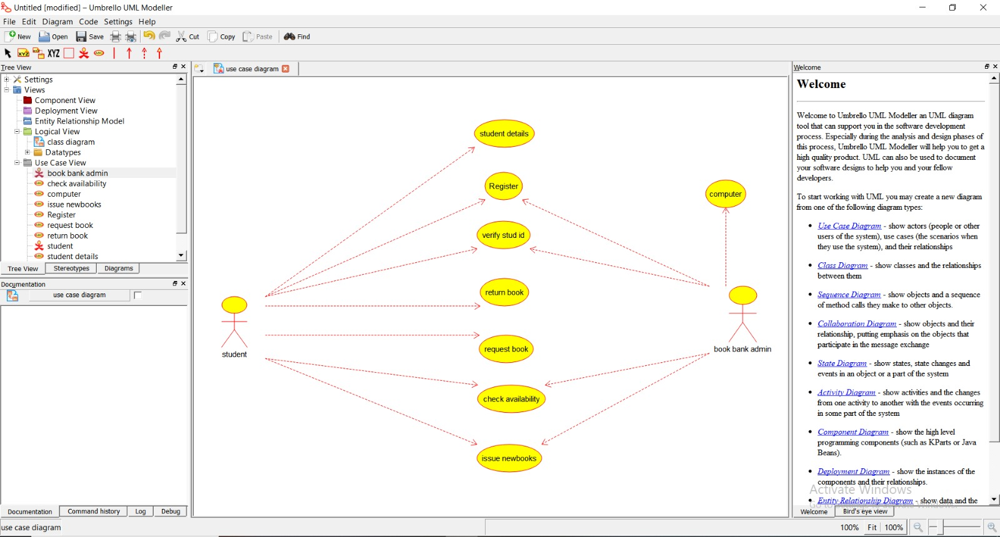 Untitled [modified] – Umbrello UML Modeller
File Edit Diagram Code Settings Help
New Open Save Cut Copy Paste Find
XYZ XYZ XYZ ABC
Tree View
Settings
Views
Component View
Deployment View
Entity Relationship Model
Logical View
class diagram
Datatypes
Use Case View
book bank admin
check availability
computer
issue newbooks
Register
request book
return book
student
student details
Tree View Stereotypes Diagrams
Documentation
use case diagram
Documentation Command history Log Debug
use case diagram
use case diagram
student details
Register
computer
verify stud id
return book
request book
student
book bank admin
check availability
issue newbooks
Welcome
Welcome
Welcome to Umbrello UML Modeller an UML diagram
tool that can support you in the software development
process. Especially during the analysis and design phases of
this process, Umbrello UML Modeller will help you to get a
high quality product. UML can also be used to document
your software designs to help you and your fellow
developers.
To start working with UML you may create a new diagram
from one of the following diagram types:
• Use Case Diagram - show actors (people or other
users of the system), use cases (the scenarios when
they use the system), and their relationships
• Class Diagram - show classes and the relationships
between them
• Sequence Diagram - show objects and a sequence
of method calls they make to other objects.
• Collaboration Diagram - show objects and their
relationship, putting emphasis on the objects that
participate in the message exchange
• State Diagram - show states, state changes and
events in an object or a part of the system
• Activity Diagram - show activities and the changes
from one activity to another with the events occurring
in some part of the system
• Component Diagram - show the high level
programming components (such as KParts or Java
Beans).
• Deployment Diagram - show the instances of the
components and their relationships.
Activate Windows
• Entity Relationship Diagram - show data and the
Welcome Bird's eye view
100% Fit 100%